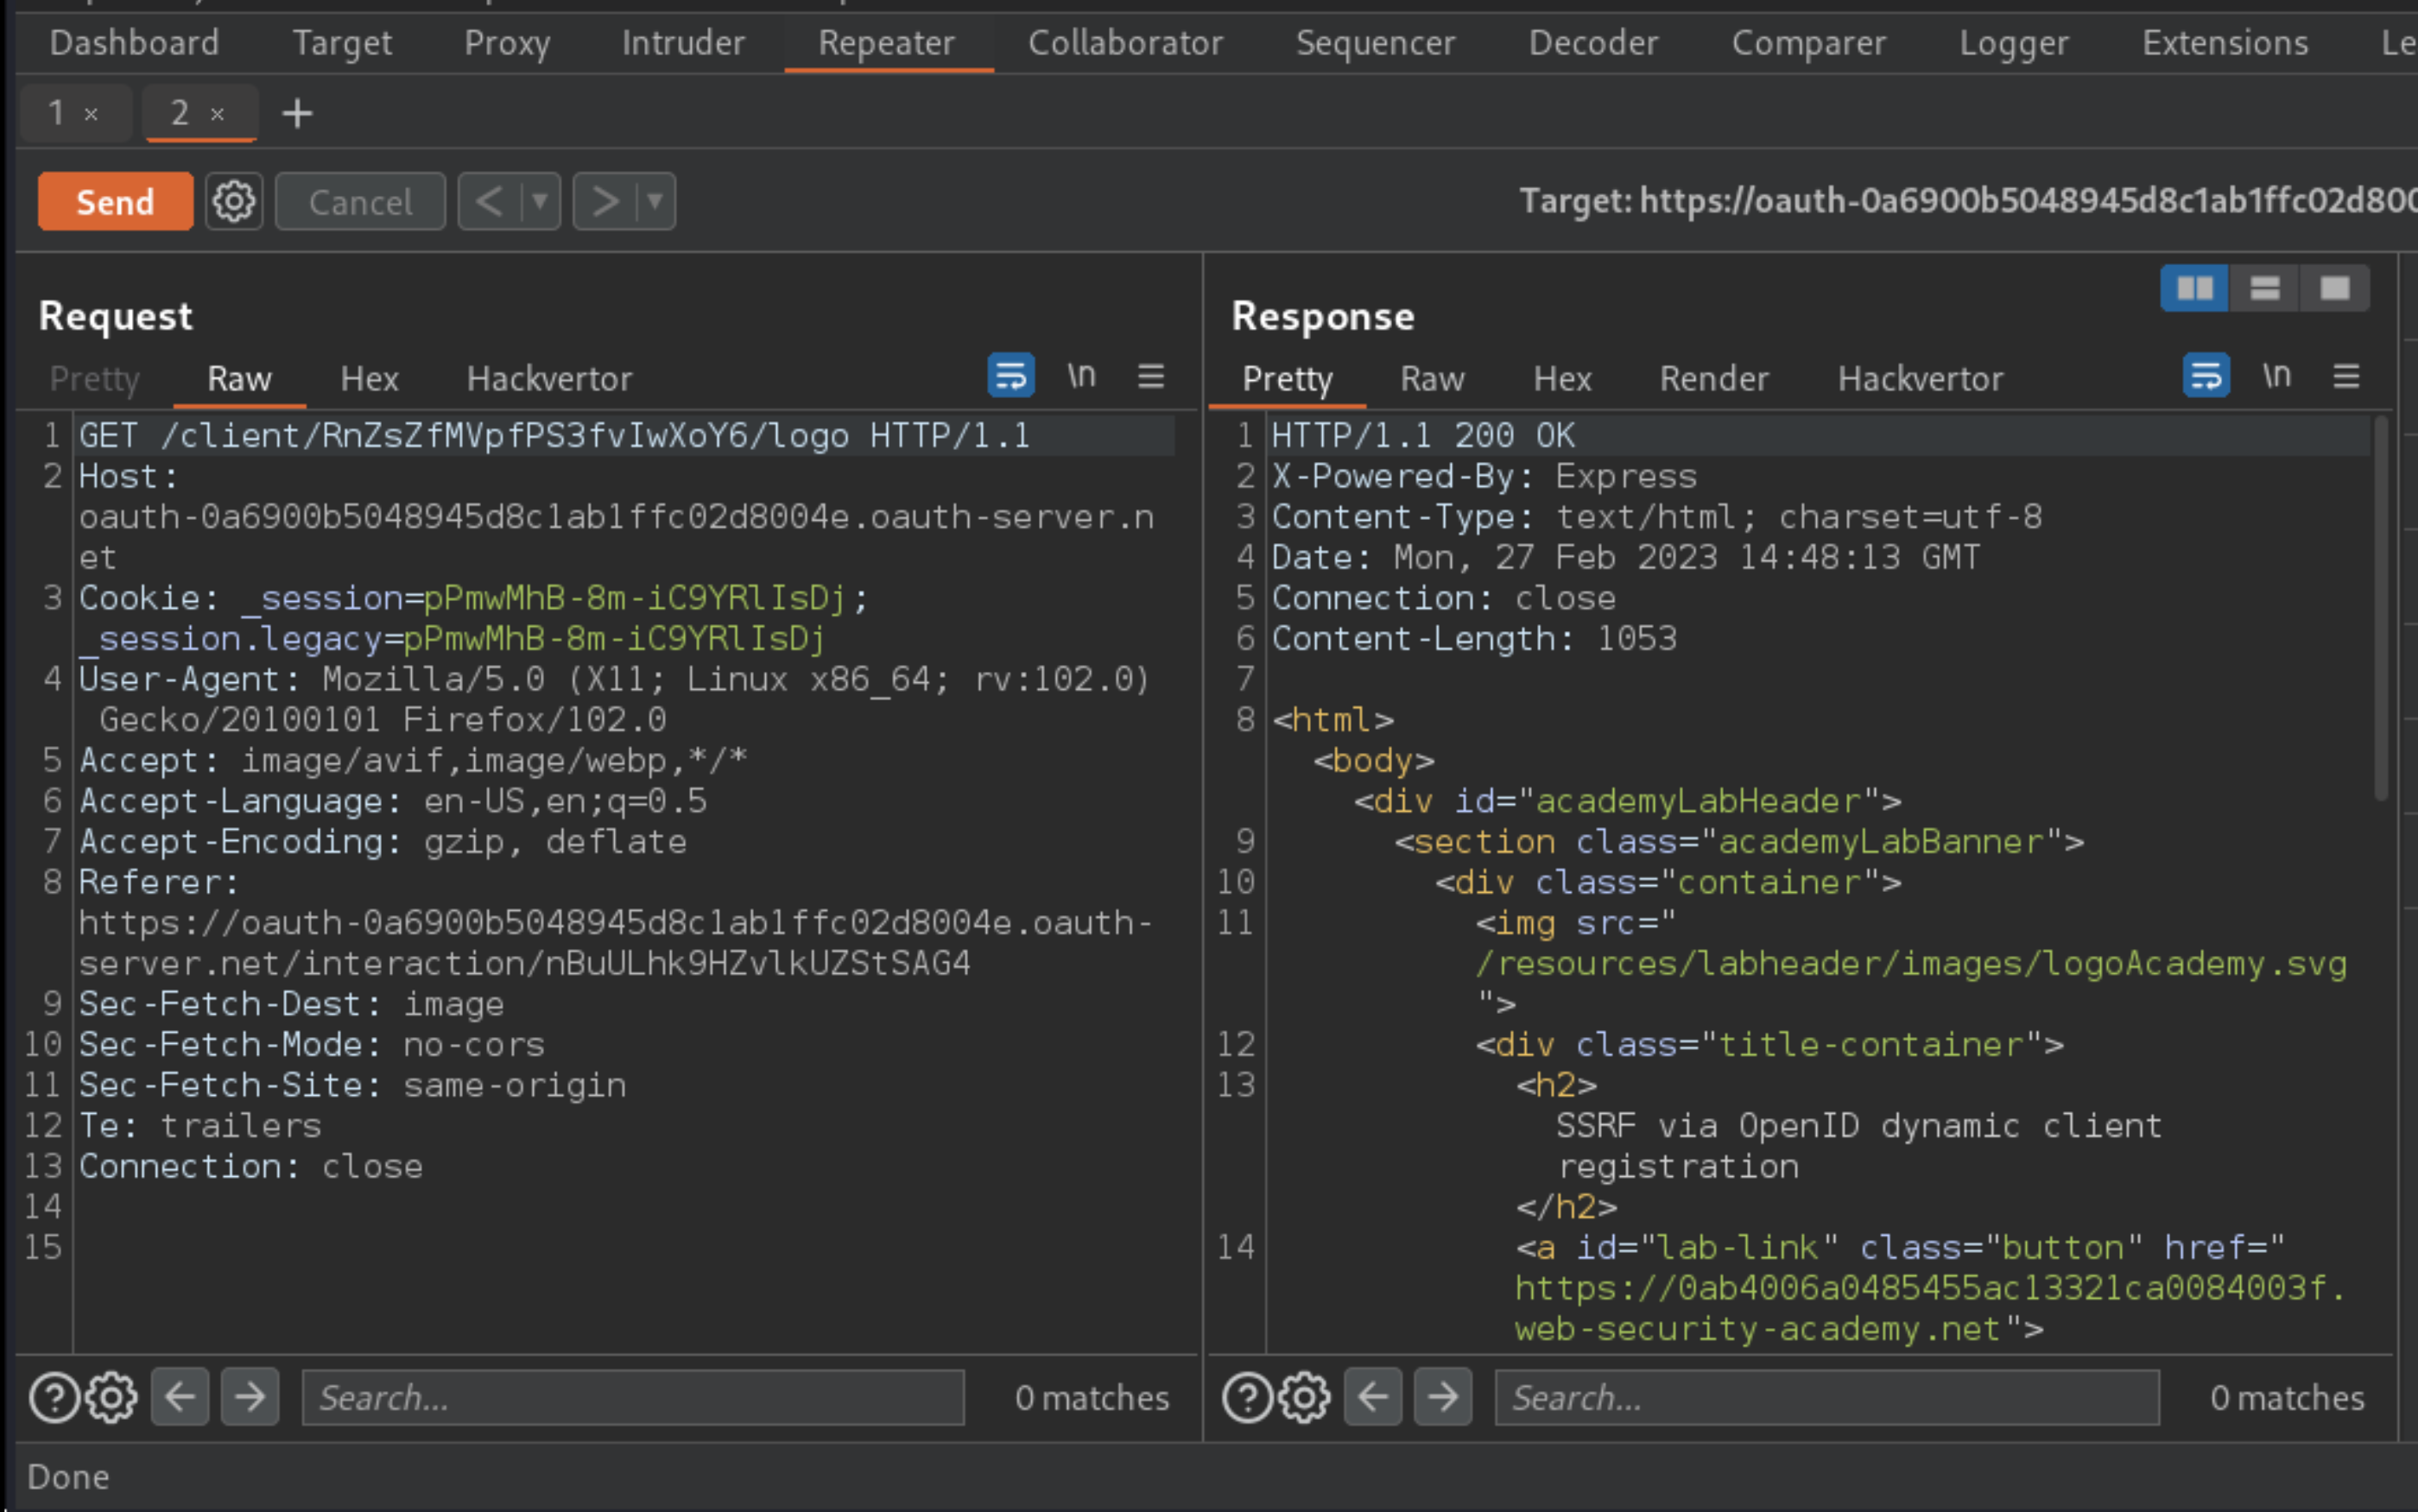 Dashboard Target Proxy Intruder Repeater Collaborator Sequencer Decoder Comparer Logger Extensions Le
1 × 2 × +
Send Cancel < ▼ > ▼ Target: https://oauth-0a6900b5048945d8c1ab1ffc02d800
Request
Pretty Raw Hex Hackvertor \n
1 GET /client/RnZsZfMVpfPS3fvIwXoY6/logo HTTP/1.1
2 Host:
oauth-0a6900b5048945d8c1ab1ffc02d8004e.oauth-server.n
et
3 Cookie: _session=pPmwMhB-8m-iC9YRlIsDj;
_session.legacy=pPmwMhB-8m-iC9YRlIsDj
4 User-Agent: Mozilla/5.0 (X11; Linux x86_64; rv:102.0)
Gecko/20100101 Firefox/102.0
5 Accept: image/avif,image/webp,*/*
6 Accept-Language: en-US,en;q=0.5
7 Accept-Encoding: gzip, deflate
8 Referer:
https://oauth-0a6900b5048945d8c1ab1ffc02d8004e.oauth-
server.net/interaction/nBuULhk9HZvlkUZStSAG4
9 Sec-Fetch-Dest: image
10 Sec-Fetch-Mode: no-cors
11 Sec-Fetch-Site: same-origin
12 Te: trailers
13 Connection: close
14
15
Search... 0 matches
Response
Pretty Raw Hex Render Hackvertor \n
1 HTTP/1.1 200 OK
2 X-Powered-By: Express
3 Content-Type: text/html; charset=utf-8
4 Date: Mon, 27 Feb 2023 14:48:13 GMT
5 Connection: close
6 Content-Length: 1053
7
8 <html>
<body>
<div id="academyLabHeader">
9 <section class="academyLabBanner">
10 <div class="container">
11 <img src="
/resources/labheader/images/logoAcademy.svg
">
12 <div class="title-container">
13 <h2>
SSRF via OpenID dynamic client
registration
</h2>
14 <a id="lab-link" class="button" href="
https://0ab4006a0485455ac13321ca0084003f.
web-security-academy.net">
Search... 0 matches
Done